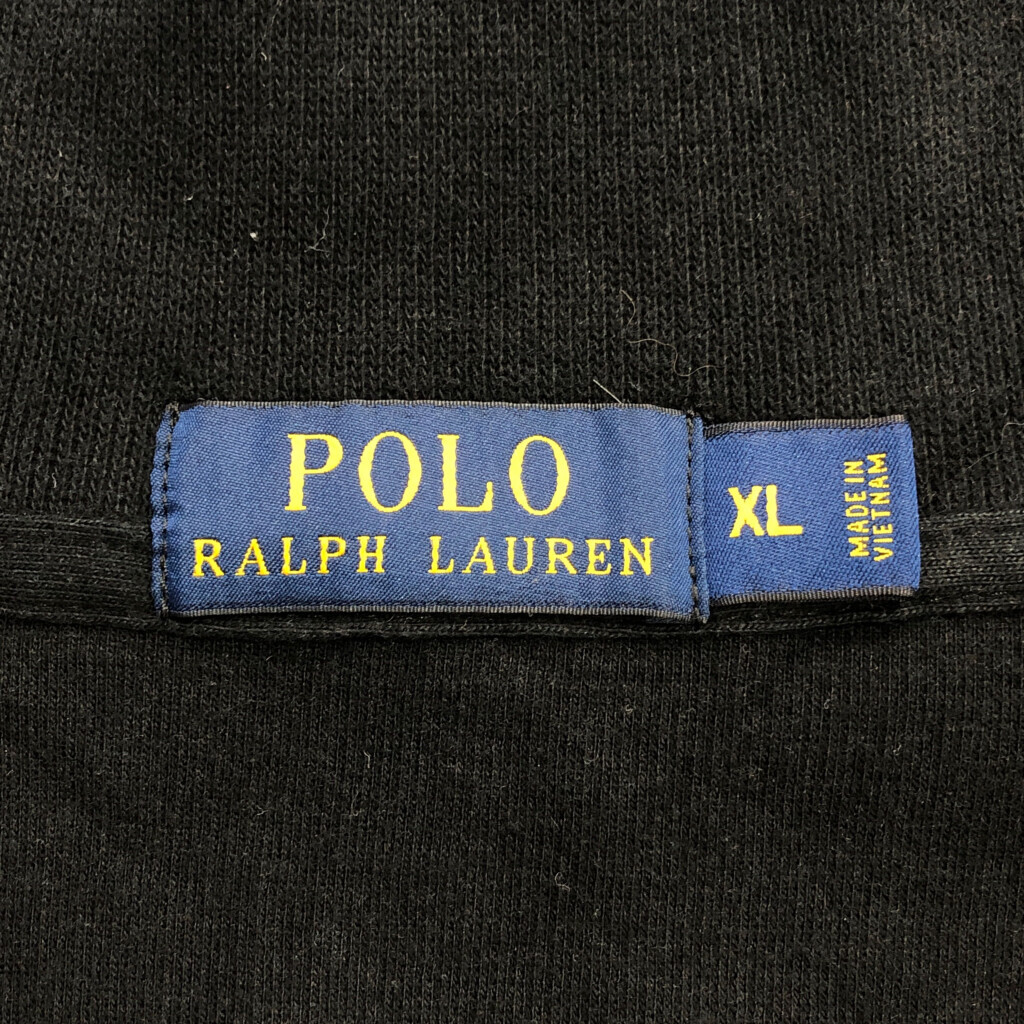 POLO
RALPH LAUREN
XL
MADE IN
VIETNAM